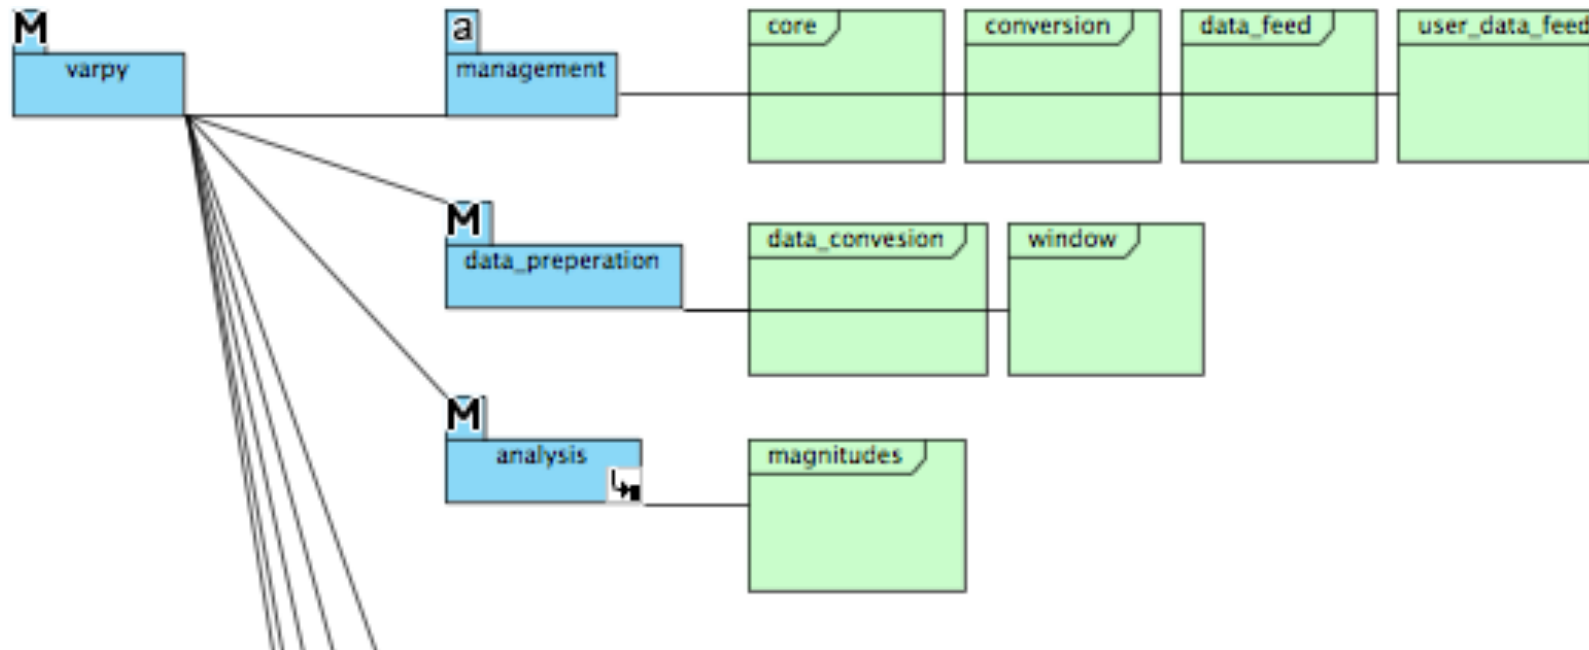 M
varpy
a
management
core
conversion
data_feed
user_data_feed
M
data_preperation
data_convesion
window
M
analysis
magnitudes